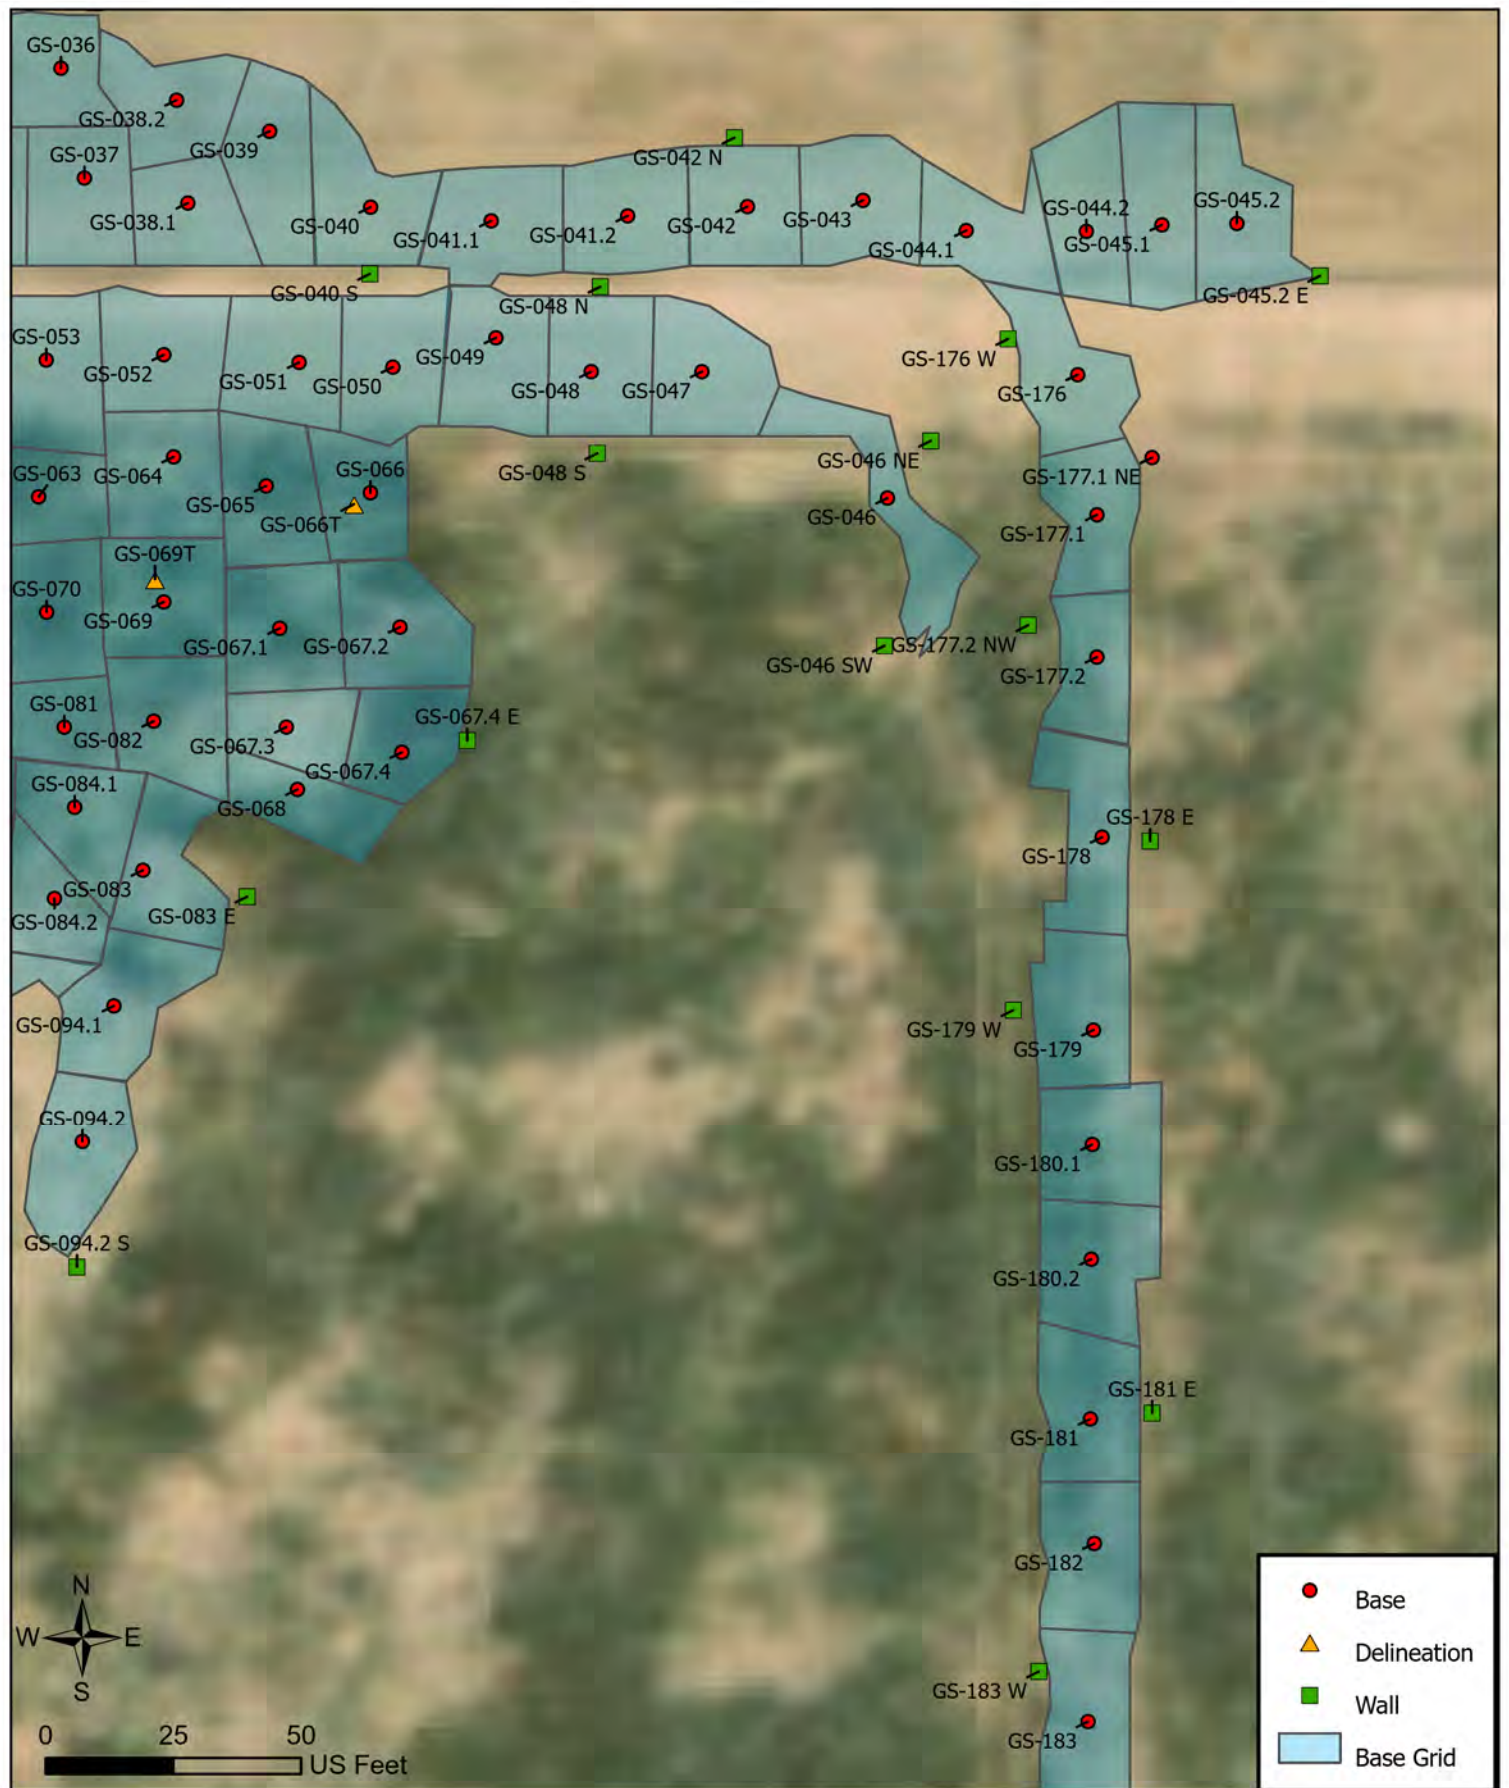 GS-036
GS-038.2
GS-039
GS-037
GS-038.1
GS-040
GS-041.1
GS-041.2
GS-042 N
GS-042
GS-043
GS-044.1
GS-044.2
GS-045.1
GS-045.2
GS-045.2 E
GS-040 S
GS-048 N
GS-053
GS-052
GS-051
GS-050
GS-049
GS-048
GS-047
GS-176 W
GS-176
GS-063
GS-064
GS-065
GS-066
GS-066T
GS-048 S
GS-046 NE
GS-046
GS-177.1 NE
GS-177.1
GS-069T
GS-070
GS-069
GS-067.1
GS-067.2
GS-046 SW
GS-177.2 NW
GS-177.2
GS-081
GS-082
GS-067.3
GS-067.4 E
GS-067.4
GS-084.1
GS-068
GS-178 E
GS-178
GS-083
GS-084.2
GS-083 E
GS-094.1
GS-179 W
GS-179
GS-094.2
GS-180.1
GS-094.2 S
GS-180.2
GS-181 E
GS-181
GS-182
GS-183 W
GS-183
N
W E
S
0 25 50
US Feet
Base
Delineation
Wall
Base Grid